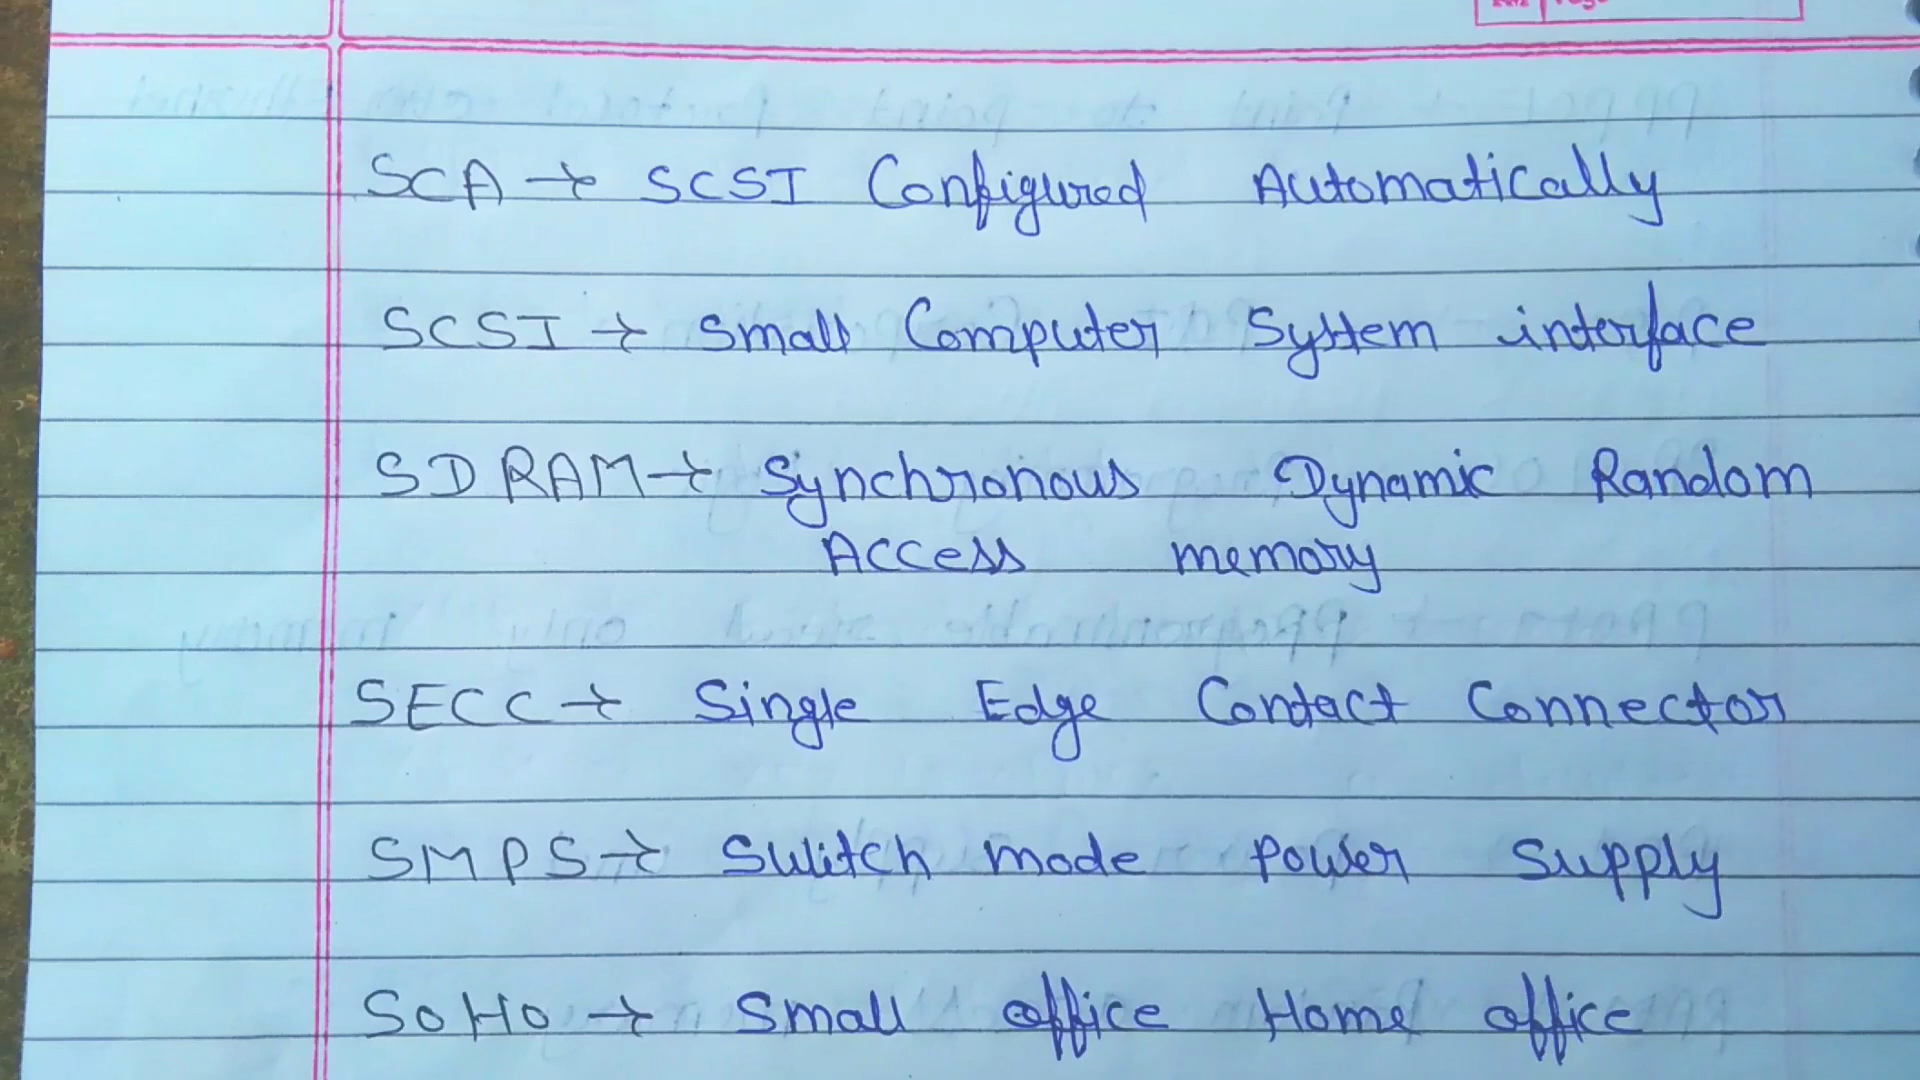 SCA → SCSI Configured Automatically
SCSI → Small Computer System interface
SDRAM → Synchronous Dynamic Random
Access memory
SECC → Single Edge Contact Connector
SMPS → Switch mode power supply
SOHO → Small office Home office